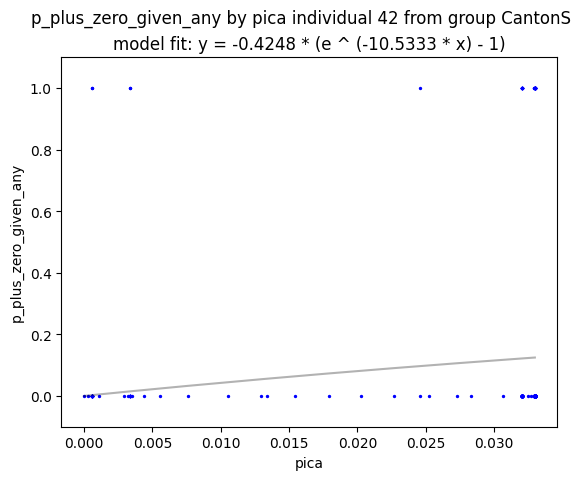 p_plus_zero_given_any by pica individual 42 from group CantonS
model fit: y = -0.4248 * (e ^ (-10.5333 * x) - 1)
1.0
0.8
0.6
0.4
0.2
0.0
p_plus_zero_given_any
0.000 0.005 0.010 0.015 0.020 0.025 0.030
pica